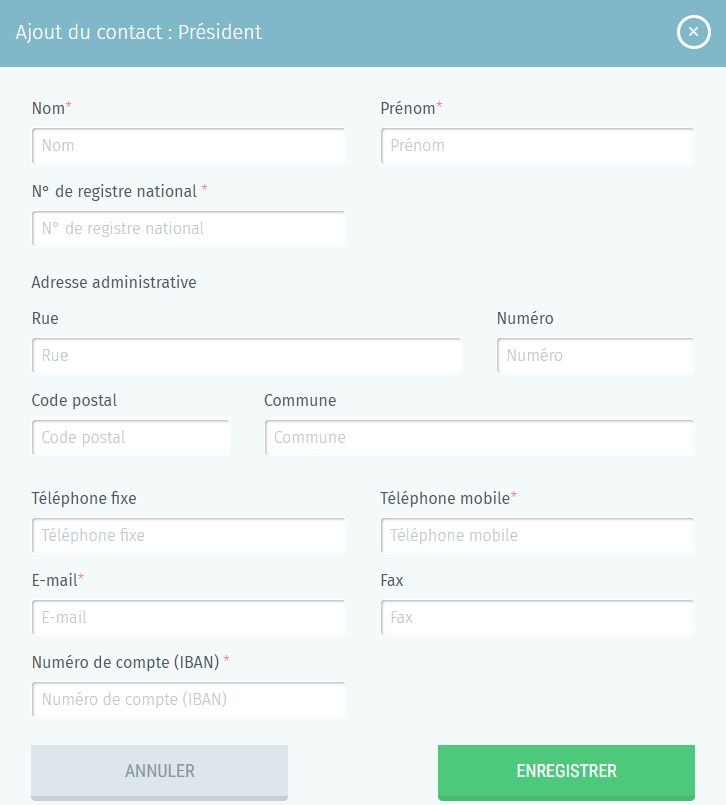 Ajout du contact : Président
Nom* Prénom*
Nom Prénom
N° de registre national *
N° de registre national
Adresse administrative
Rue Numéro
Rue Numéro
Code postal Commune
Code postal Commune
Téléphone fixe Téléphone mobile*
Téléphone fixe Téléphone mobile
E-mail* Fax
E-mail Fax
Numéro de compte (IBAN) *
Numéro de compte (IBAN)
ANNULER ENREGISTRER